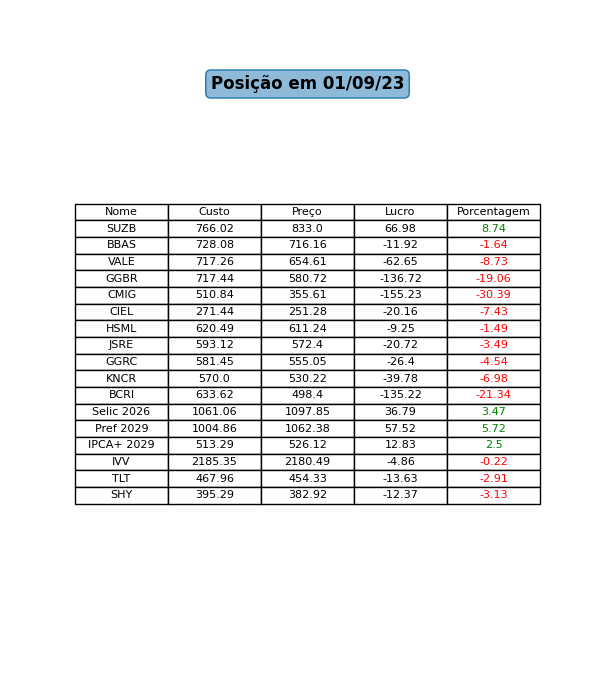 Posição em 01/09/23
Nome Custo Preço Lucro Porcentagem
SUZB 766.02 833.0 66.98 8.74
BBAS 728.08 716.16 -11.92 -1.64
VALE 717.26 654.61 -62.65 -8.73
GGBR 717.44 580.72 -136.72 -19.06
CMIG 510.84 355.61 -155.23 -30.39
CIEL 271.44 251.28 -20.16 -7.43
HSML 620.49 611.24 -9.25 -1.49
JSRE 593.12 572.4 -20.72 -3.49
GGRC 581.45 555.05 -26.4 -4.54
KNCR 570.0 530.22 -39.78 -6.98
BCRI 633.62 498.4 -135.22 -21.34
Selic 2026 1061.06 1097.85 36.79 3.47
Pref 2029 1004.86 1062.38 57.52 5.72
IPCA+ 2029 513.29 526.12 12.83 2.5
IVV 2185.35 2180.49 -4.86 -0.22
TLT 467.96 454.33 -13.63 -2.91
SHY 395.29 382.92 -12.37 -3.13